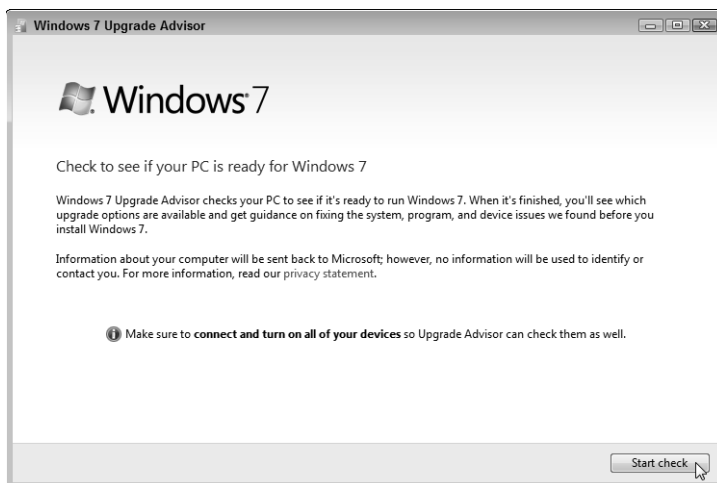 Windows 7 Upgrade Advisor
Windows 7
Check to see if your PC is ready for Windows 7
Windows 7 Upgrade Advisor checks your PC to see if it's ready to run Windows 7. When it's finished, you'll see which
upgrade options are available and get guidance on fixing the system, program, and device issues we found before you
install Windows 7.
Information about your computer will be sent back to Microsoft; however, no information will be used to identify or
contact you. For more information, read our privacy statement.
Make sure to connect and turn on all of your devices so Upgrade Advisor can check them as well.
Start check